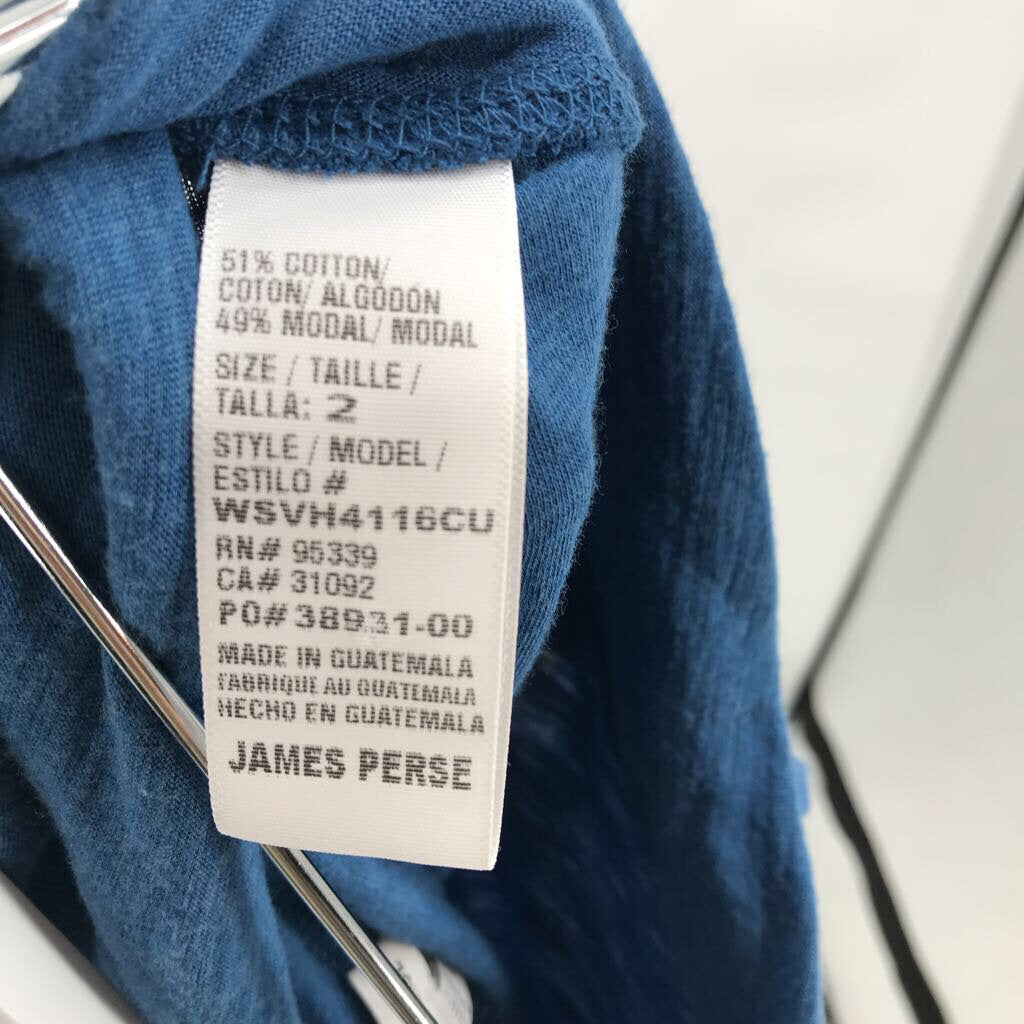 51% COTTON/
COTON/ ALGODON
49% MODAL/ MODAL
SIZE / TAILLE /
TALLA: 2
STYLE / MODEL /
ESTILO #
WSVH4116CU
RN# 95339
CA# 31092
PO#38931-00
MADE IN GUATEMALA
FABRIQUE AU GUATEMALA
HECHO EN GUATEMALA
JAMES PERSE